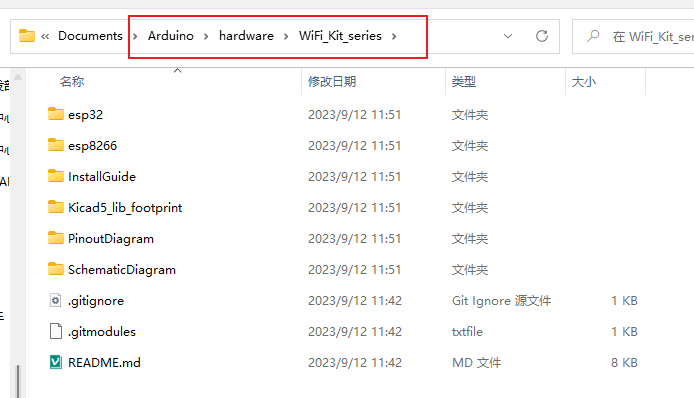 « Documents › Arduino › hardware › WiFi_Kit_series › 在 WiFi_Kit_ser
名称 修改日期 类型 大小
esp32 2023/9/12 11:51 文件夹
esp8266 2023/9/12 11:51 文件夹
InstallGuide 2023/9/12 11:51 文件夹
Kicad5_lib_footprint 2023/9/12 11:51 文件夹
PinoutDiagram 2023/9/12 11:51 文件夹
SchematicDiagram 2023/9/12 11:51 文件夹
.gitignore 2023/9/12 11:42 Git Ignore 源文件 1 KB
.gitmodules 2023/9/12 11:42 txtfile 1 KB
README.md 2023/9/12 11:42 MD 文件 8 KB